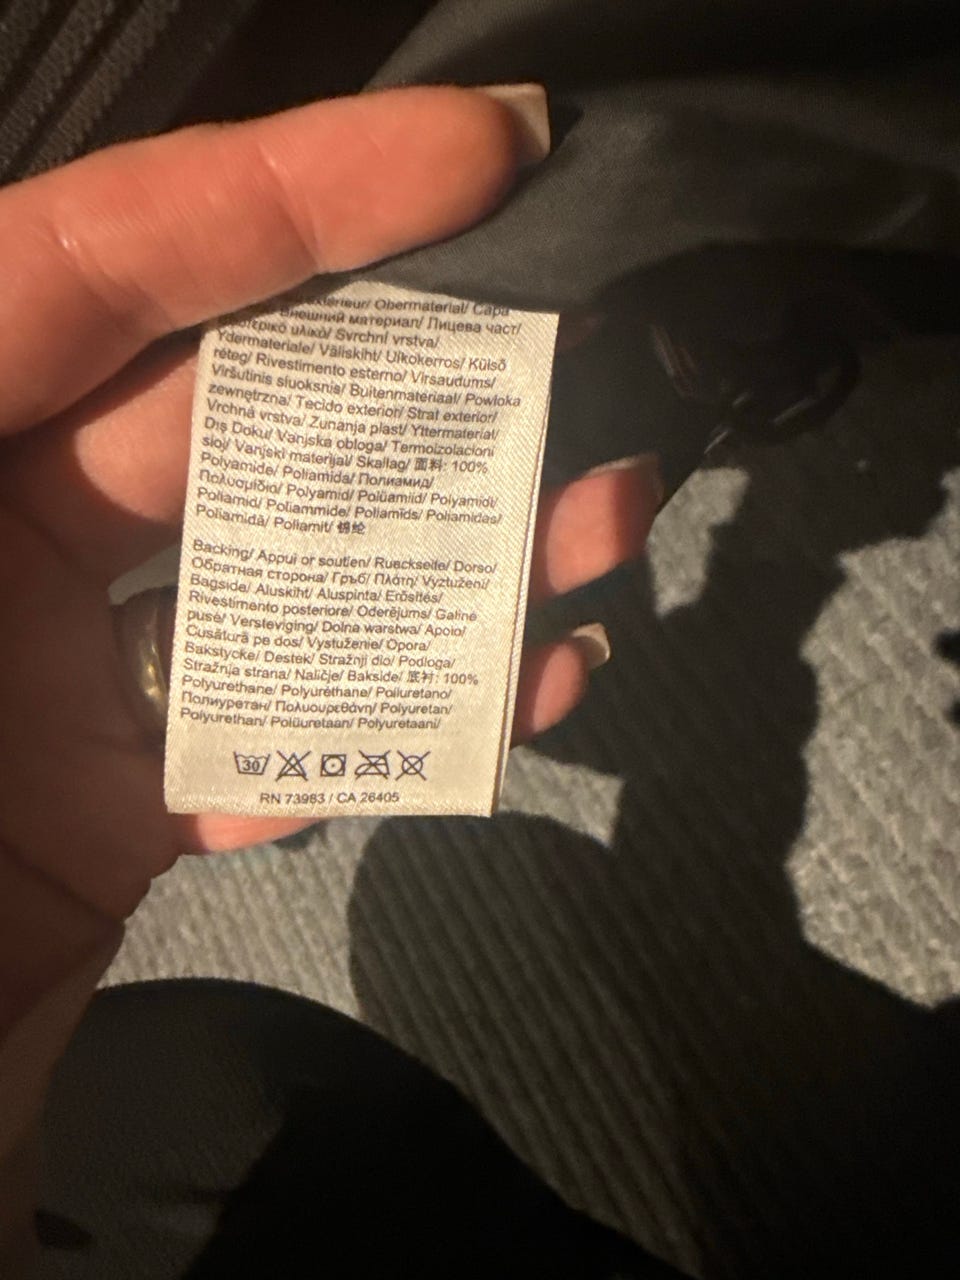 extérieur/ Obermaterial/ Capa
Внешний материал/ Лицева част/
υλικό/ Svrchní vrstva/
Ydermateriale/ Väliskiht/ Ulkokerros/ Külső
réteg/ Rivestimento esterno/ Virsaudums/
Viršutinis sluoksnis/ Buitenmateriaal/ Powłoka
zewnętrzna/ Tecido exterior/ Strat exterior/
Vrchná vrstva/ Zunanja plast/ Yttermaterial/
Dış Doku/ Vanjska obloga/ Termoizolacioni
sloj/ Vanjski materijal/ Skallag/ 面料: 100%
Polyamide/ Poliamida/ Полиамид/
Πολυαμίδιο/ Polyamid/ Polüamiid/ Polyamidi/
Poliamid/ Poliammide/ Poliamīds/ Poliamidas/
Poliamidă/ Poliamit/ 锦纶
Backing/ Appui or soutien/ Rueckseite/ Dorso/
Обратная сторона/ Гръб/ Πλάτη/ Vyztužení/
Bagside/ Aluskiht/ Aluspinta/ Erősítés/
Rivestimento posteriore/ Oderējums/ Galinė
pusė/ Versteviging/ Dolna warstwa/ Apoio/
Cusătură pe dos/ Vystuženie/ Opora/
Bakstycke/ Destek/ Stražnji dio/ Podloga/
Stražnja strana/ Naličje/ Bakside/ 底衬: 100%
Polyurethane/ Polyuréthane/ Poliuretano/
Полиуретан/ Πολυουρεθάνη/ Polyuretan/
Polyurethan/ Polüuretaan/ Polyuretaani/
30
RN 73983 / CA 26405